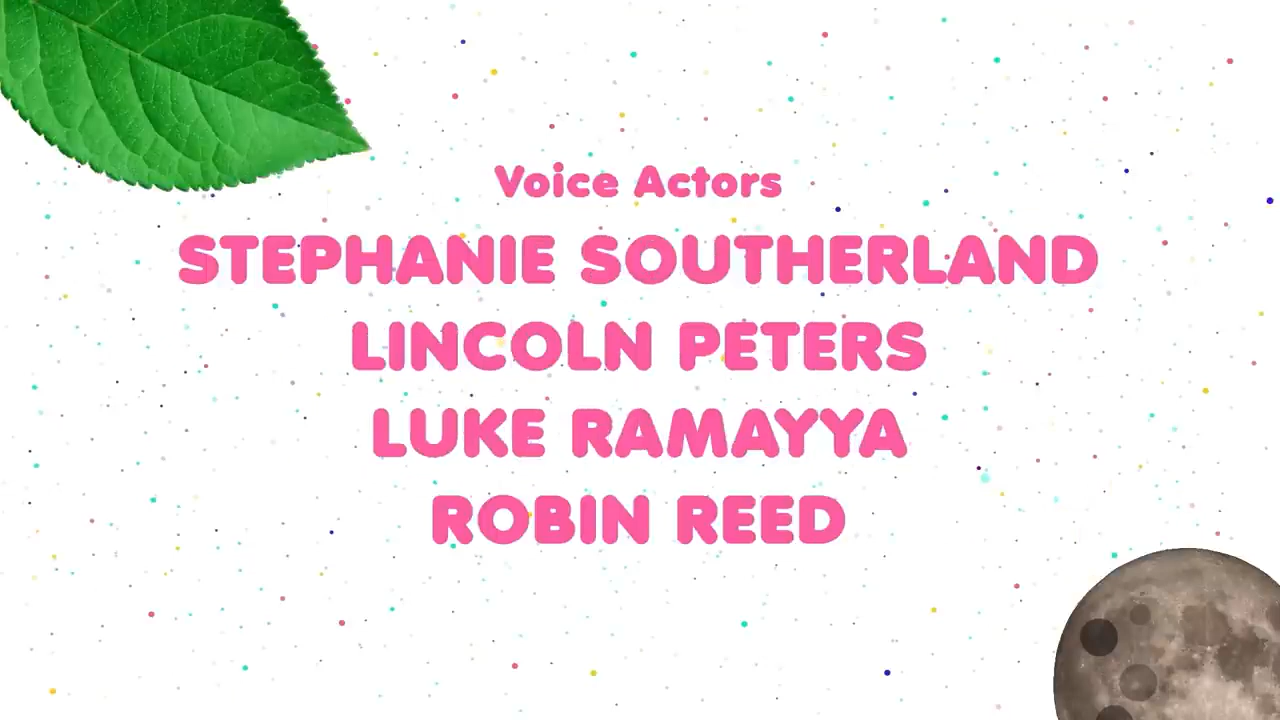 Voice Actors
STEPHANIE SOUTHERLAND
LINCOLN PETERS
LUKE RAMAYYA
ROBIN REED